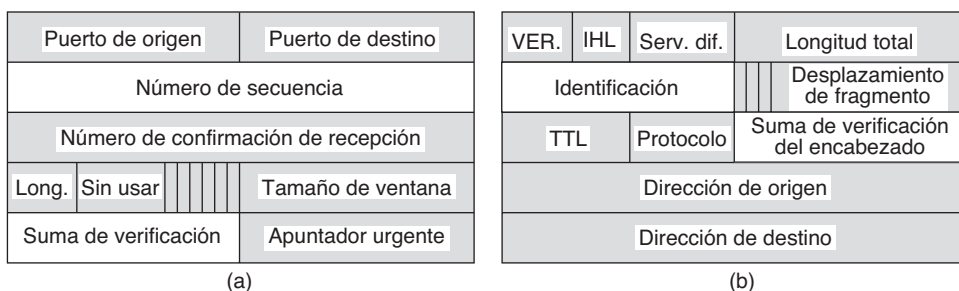 Puerto de origen
Puerto de destino
Número de secuencia
Número de confirmación de recepción
Long.
Sin usar
Tamaño de ventana
Suma de verificación
Apuntador urgente
(a)
VER.
IHL
Serv. dif.
Longitud total
Identificación
Desplazamiento
de fragmento
TTL
Protocolo
Suma de verificación
del encabezado
Dirección de origen
Dirección de destino
(b)